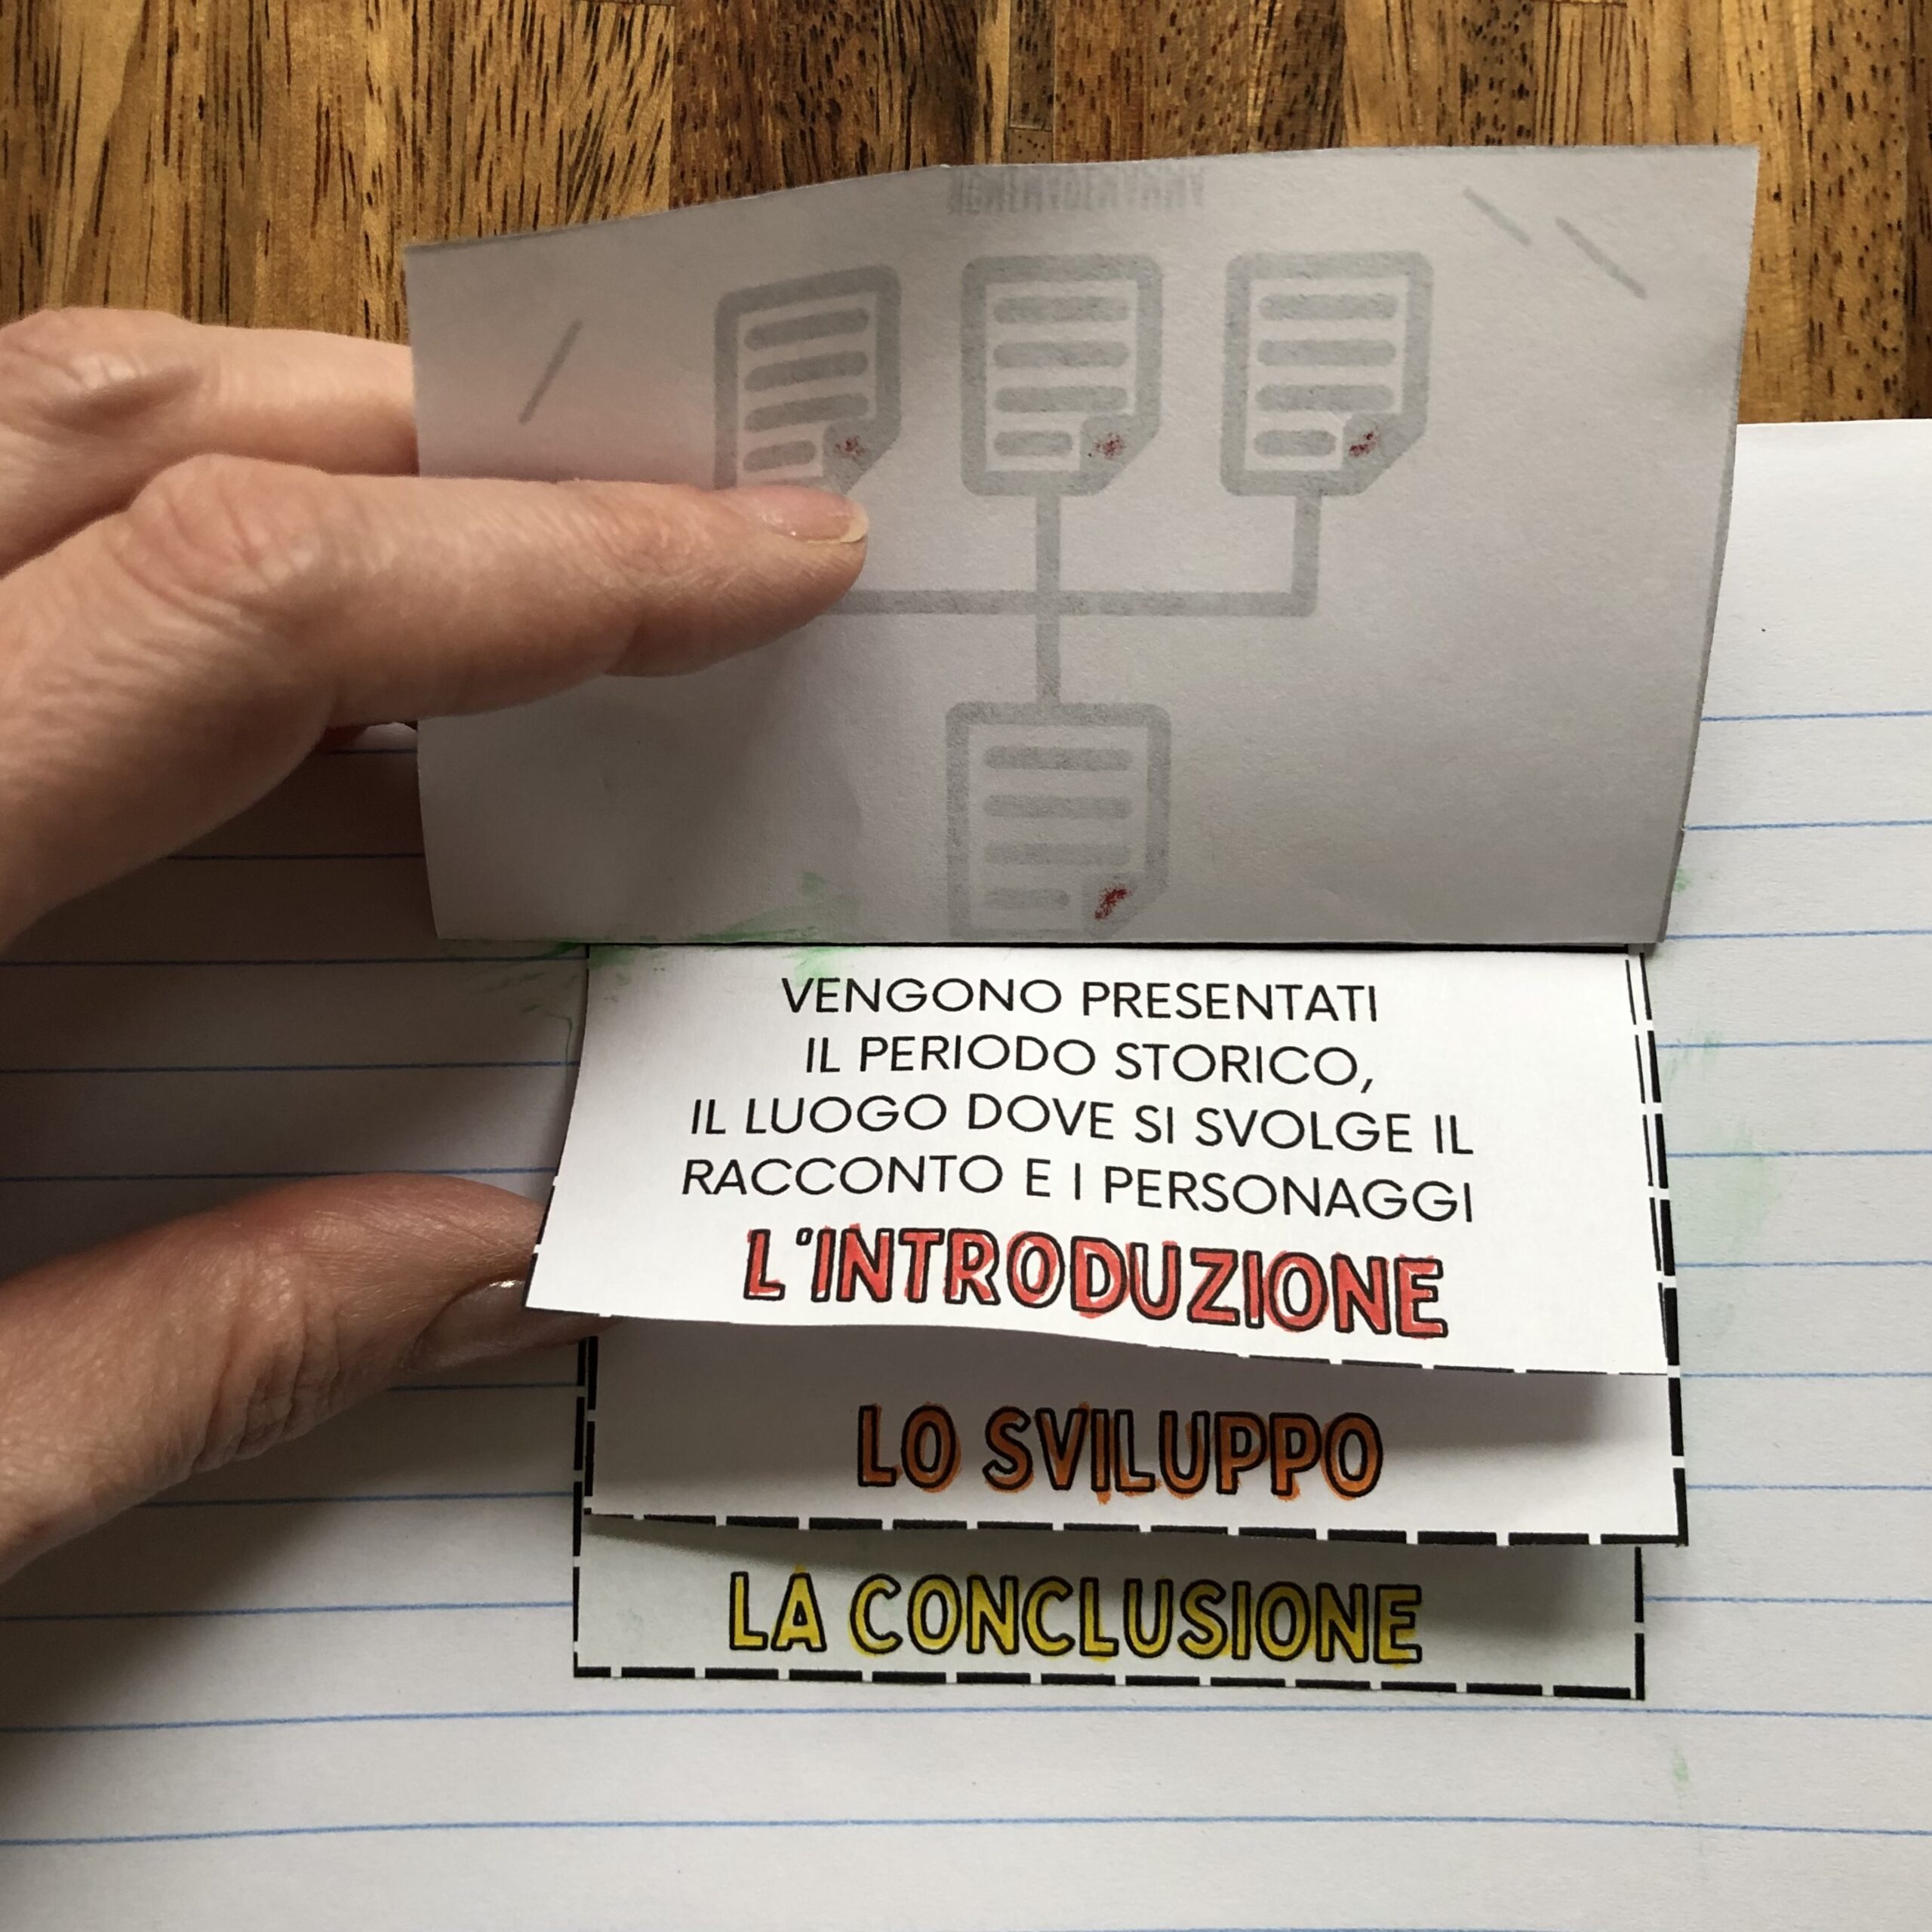 VENGONO PRESENTATI
IL PERIODO STORICO,
IL LUOGO DOVE SI SVOLGE IL
RACCONTO E I PERSONAGGI
L'INTRODUZIONE
LO SVILUPPO
LA CONCLUSIONE